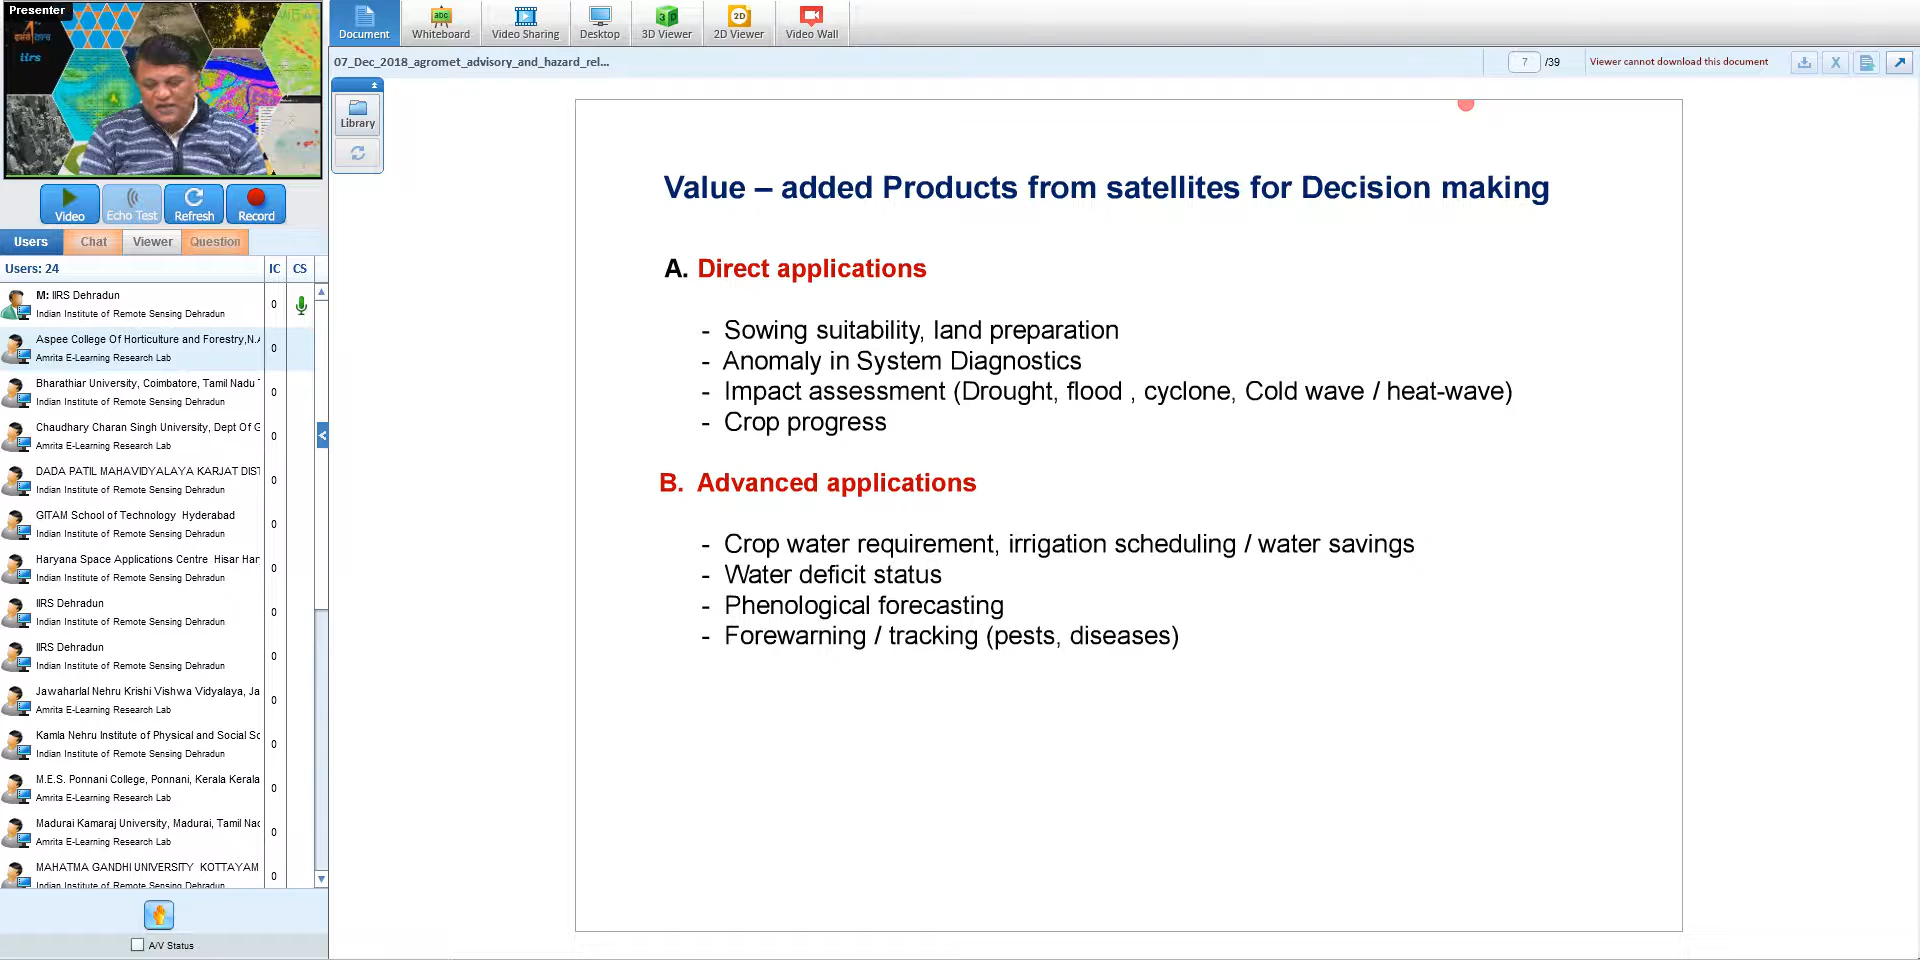 Presenter
iirs
Video
Echo Test
Refresh
Record
Users
Chat
Viewer
Question
Users: 24
IC
CS
M: IIRS Dehradun
Indian Institute of Remote Sensing Dehradun
0
Aspee College Of Horticulture and Forestry,N.A
Amrita E-Learning Research Lab
0
Bharathiar University, Coimbatore, Tamil Nadu T
Indian Institute of Remote Sensing Dehradun
0
Chaudhary Charan Singh University, Dept Of G
Amrita E-Learning Research Lab
0
DADA PATIL MAHAVIDYALAYA KARJAT DIST
Indian Institute of Remote Sensing Dehradun
0
GITAM School of Technology Hyderabad
Indian Institute of Remote Sensing Dehradun
0
Haryana Space Applications Centre Hisar Har
Indian Institute of Remote Sensing Dehradun
0
IIRS Dehradun
Indian Institute of Remote Sensing Dehradun
0
IIRS Dehradun
Indian Institute of Remote Sensing Dehradun
0
Jawaharlal Nehru Krishi Vishwa Vidyalaya, Ja
Amrita E-Learning Research Lab
0
Kamla Nehru Institute of Physical and Social Sc
Indian Institute of Remote Sensing Dehradun
0
M.E.S. Ponnani College, Ponnani, Kerala Kerala
Amrita E-Learning Research Lab
0
Madurai Kamaraj University, Madurai, Tamil Nad
Amrita E-Learning Research Lab
0
MAHATMA GANDHI UNIVERSITY KOTTAYAM
Indian Institute of Remote Sensing Dehradun
0
A/V Status
Document
Whiteboard
Video Sharing
Desktop
3D Viewer
2D Viewer
Video Wall
07_Dec_2018_agromet_advisory_and_hazard_rel...
7 /39
Viewer cannot download this document
Library
Value – added Products from satellites for Decision making
A. Direct applications
- Sowing suitability, land preparation
- Anomaly in System Diagnostics
- Impact assessment (Drought, flood , cyclone, Cold wave / heat-wave)
- Crop progress
B. Advanced applications
- Crop water requirement, irrigation scheduling / water savings
- Water deficit status
- Phenological forecasting
- Forewarning / tracking (pests, diseases)